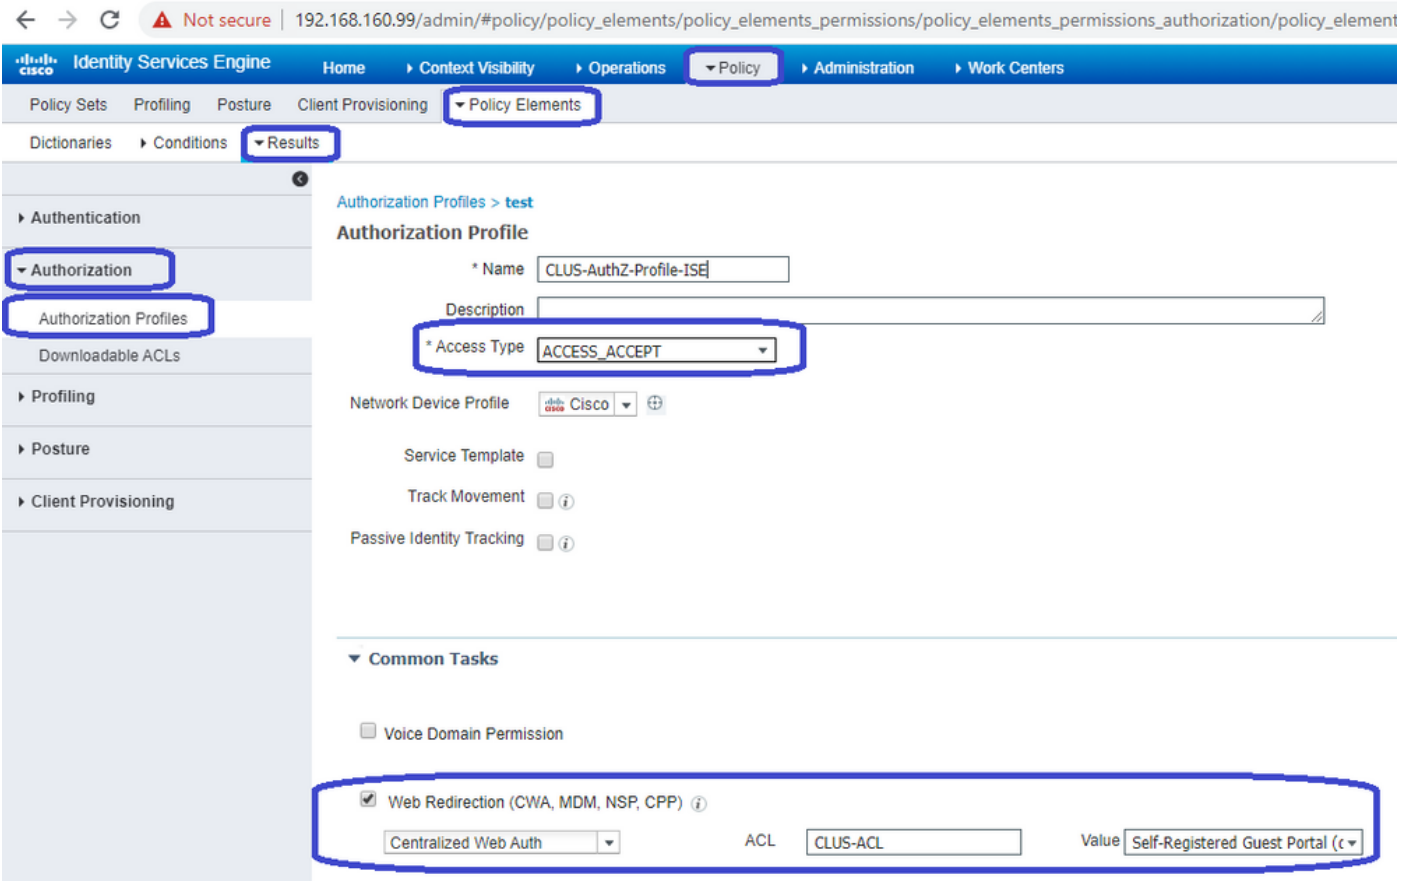 Not secure | 192.168.160.99/admin/#policy/policy_elements/policy_elements_permissions/policy_elements_permissions_authorization/policy_element
cisco Identity Services Engine Home Context Visibility Operations Policy Administration Work Centers
Policy Sets Profiling Posture Client Provisioning Policy Elements
Dictionaries Conditions Results
Authentication
Authorization
Authorization Profiles
Downloadable ACLs
Profiling
Posture
Client Provisioning
Authorization Profiles > test
Authorization Profile
* Name CLUS-AuthZ-Profile-ISE
Description
* Access Type ACCESS_ACCEPT
Network Device Profile cisco Cisco
Service Template
Track Movement i
Passive Identity Tracking i
Common Tasks
Voice Domain Permission
Web Redirection (CWA, MDM, NSP, CPP) i
Centralized Web Auth ACL CLUS-ACL Value Self-Registered Guest Portal (c